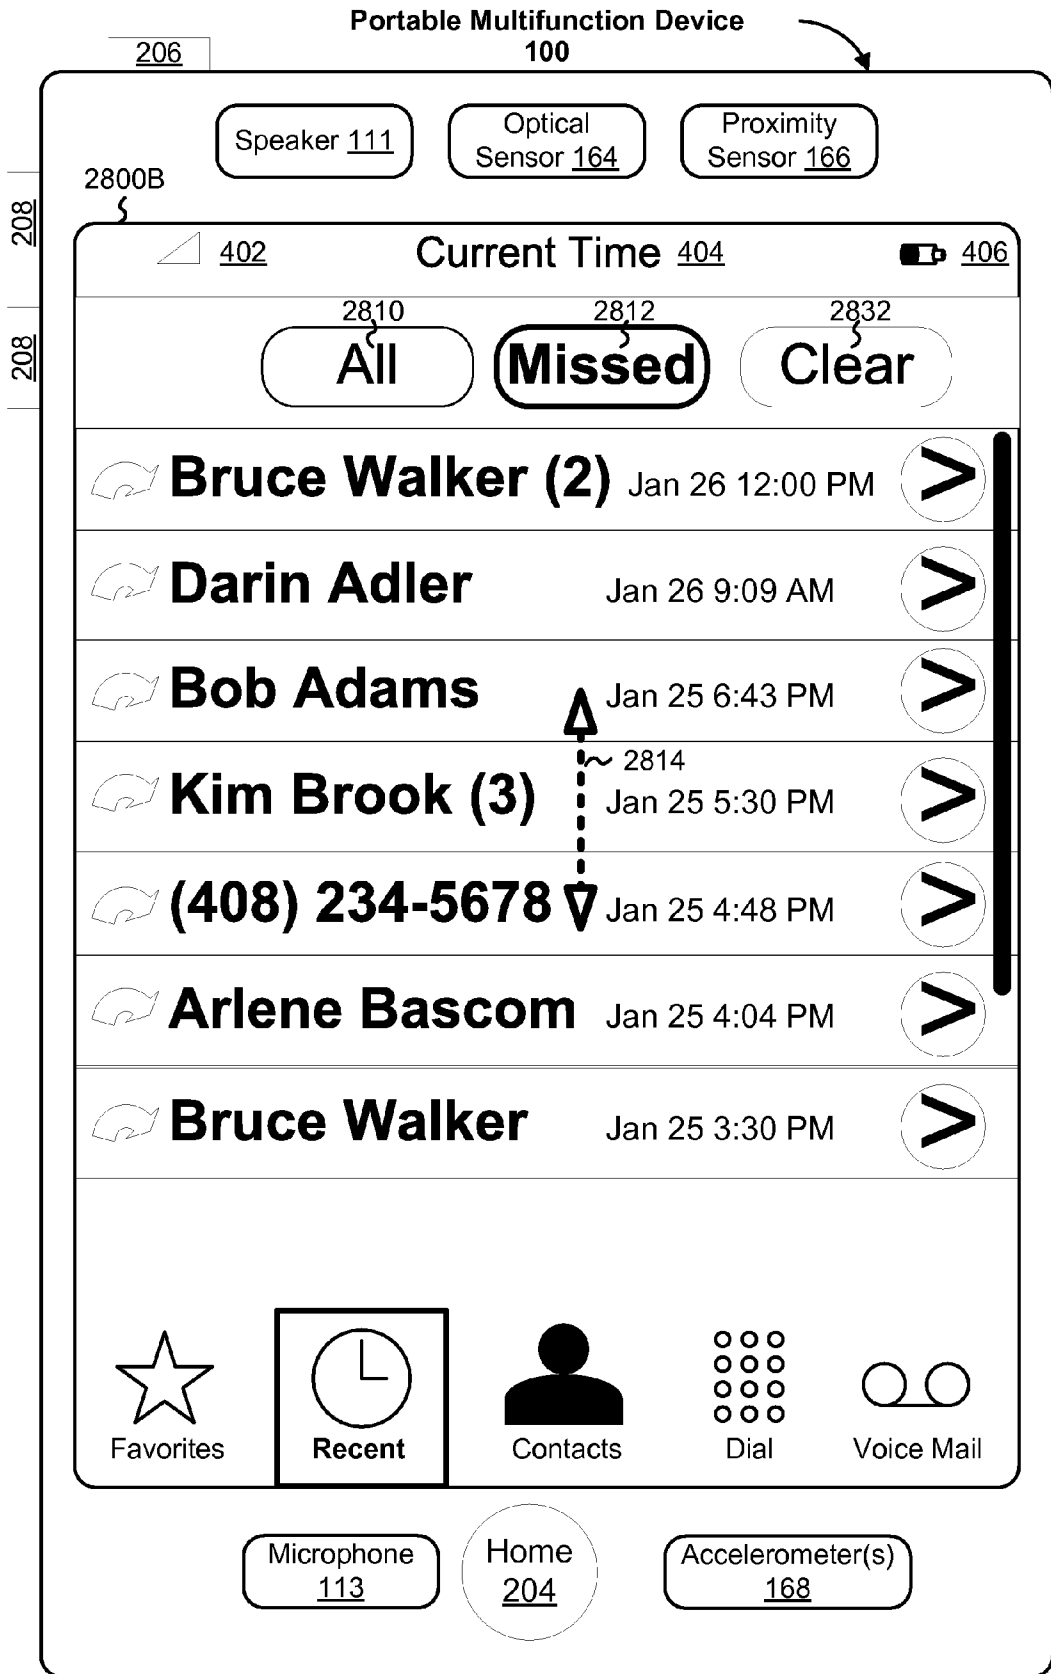 Portable Multifunction Device
100
206
Speaker 111
Optical
Sensor 164
Proximity
Sensor 166
2800B
208
208
402
Current Time 404
406
2810
2812
2832
All
Missed
Clear
Bruce Walker (2) Jan 26 12:00 PM >
Darin Adler Jan 26 9:09 AM >
Bob Adams Jan 25 6:43 PM >
2814
Kim Brook (3) Jan 25 5:30 PM >
(408) 234-5678 Jan 25 4:48 PM >
Arlene Bascom Jan 25 4:04 PM >
Bruce Walker Jan 25 3:30 PM >
Favorites
Recent
Contacts
Dial
Voice Mail
Microphone
113
Home
204
Accelerometer(s)
168